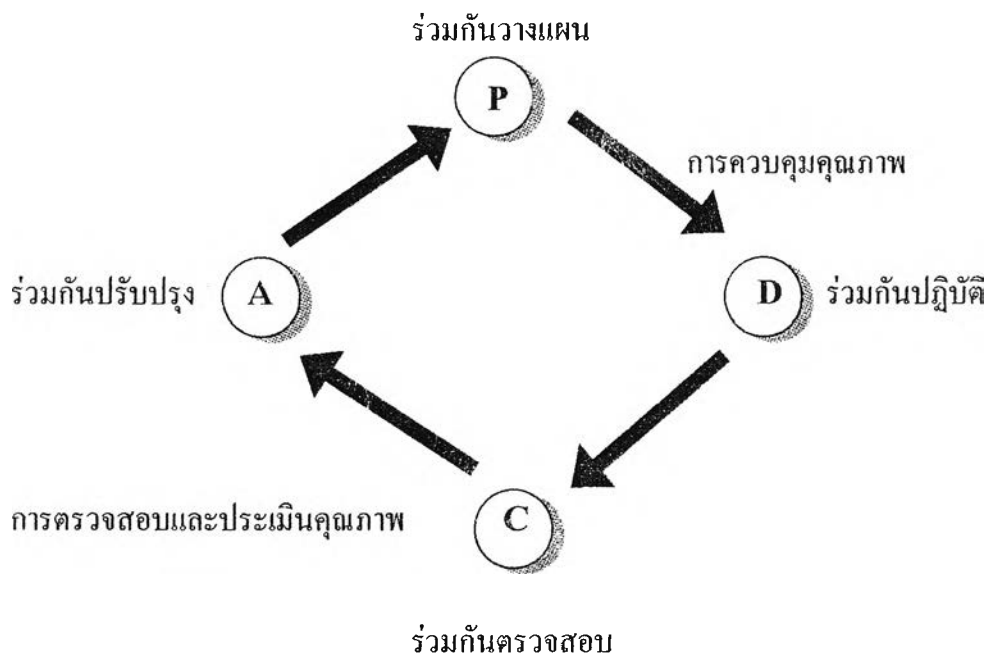 ร่วมกันวางแผน
P
การควบคุมคุณภาพ
ร่วมกันปรับปรุง
A
D
ร่วมกันปฏิบัติ
การตรวจสอบและประเมินคุณภาพ
C
ร่วมกันตรวจสอบ